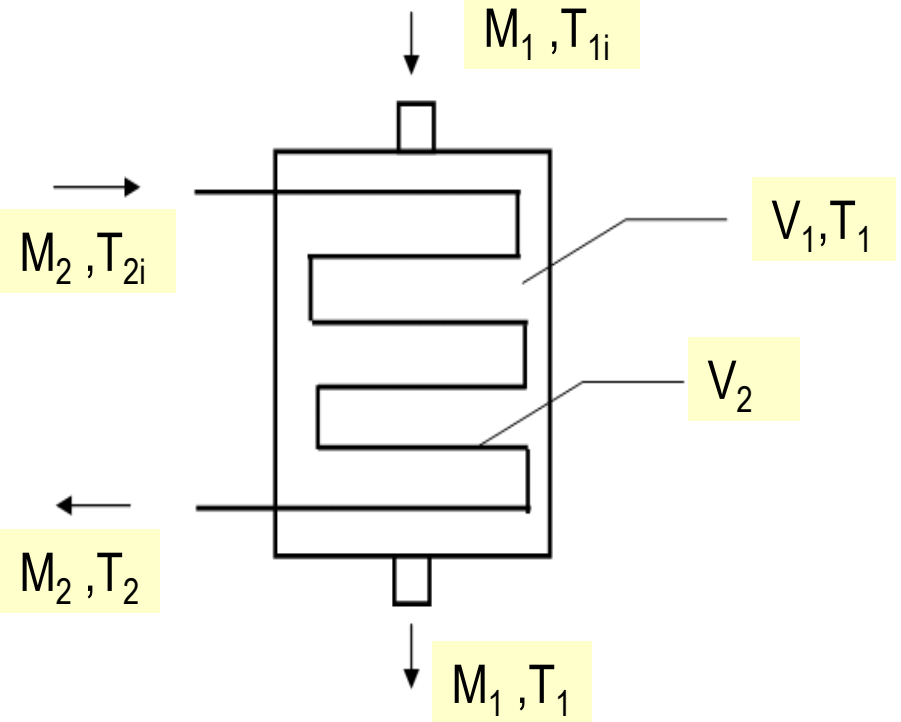 M₁ ,T₁ᵢ
M₂ ,T₂ᵢ
V₁,T₁
V₂
M₂ ,T₂
M₁ ,T₁